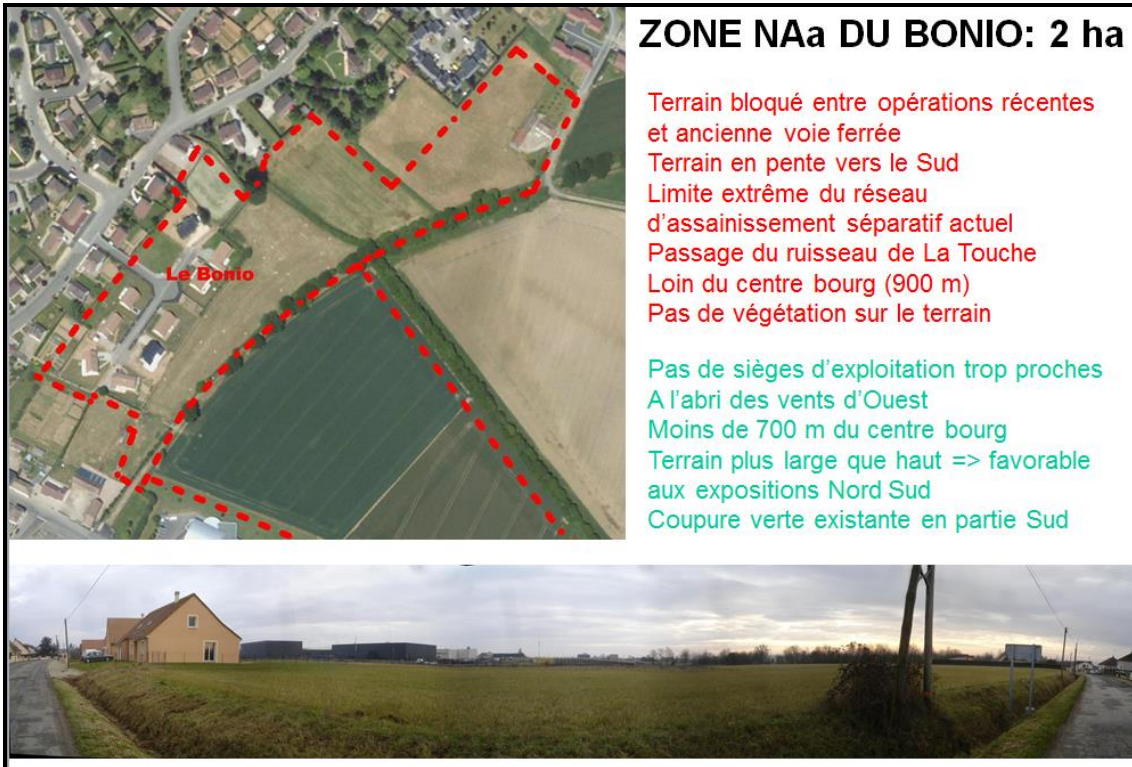 ZONE NAa DU BONIO: 2 ha
Terrain bloqué entre opérations récentes
et ancienne voie ferrée
Terrain en pente vers le Sud
Limite extrême du réseau
d'assainissement séparatif actuel
Passage du ruisseau de La Touche
Loin du centre bourg (900 m)
Pas de végétation sur le terrain
Le Bonio
Pas de sièges d'exploitation trop proches
A l'abri des vents d'Ouest
Moins de 700 m du centre bourg
Terrain plus large que haut => favorable
aux expositions Nord Sud
Coupure verte existante en partie Sud